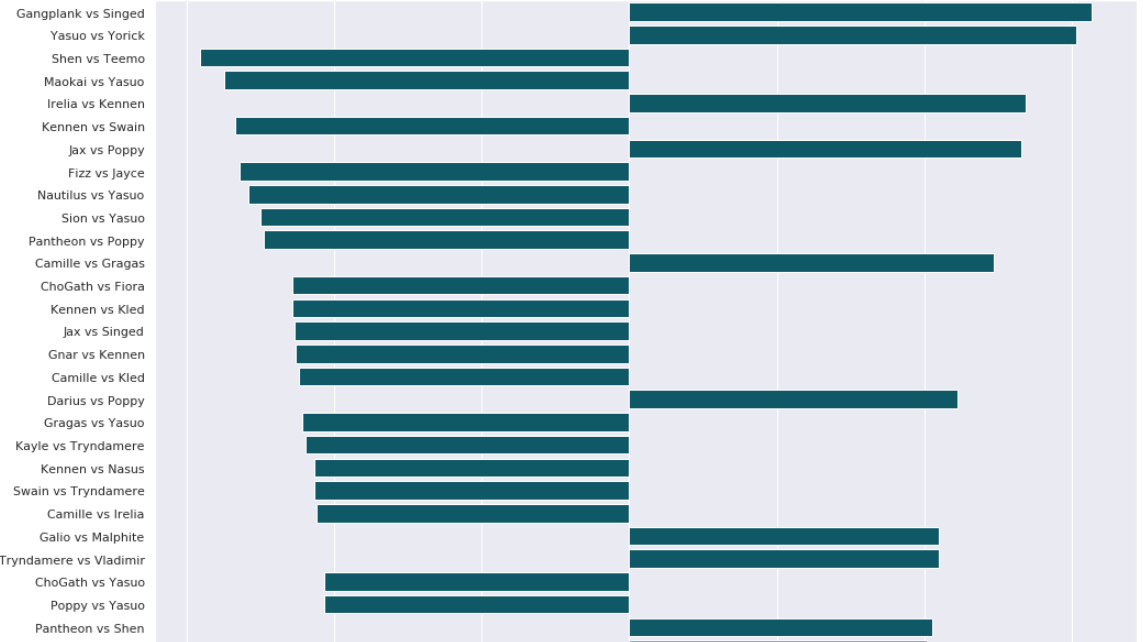 Gangplank vs Singed
Yasuo vs Yorick
Shen vs Teemo
Maokai vs Yasuo
Irelia vs Kennen
Kennen vs Swain
Jax vs Poppy
Fizz vs Jayce
Nautilus vs Yasuo
Sion vs Yasuo
Pantheon vs Poppy
Camille vs Gragas
ChoGath vs Fiora
Kennen vs Kled
Jax vs Singed
Gnar vs Kennen
Camille vs Kled
Darius vs Poppy
Gragas vs Yasuo
Kayle vs Tryndamere
Kennen vs Nasus
Swain vs Tryndamere
Camille vs Irelia
Galio vs Malphite
Tryndamere vs Vladimir
ChoGath vs Yasuo
Poppy vs Yasuo
Pantheon vs Shen